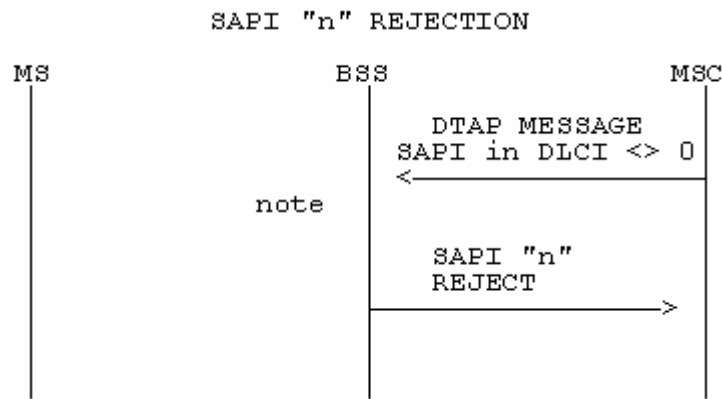 SAPI "n" REJECTION
MS BSS MSC
DTAP MESSAGE
SAPI in DLCI <> 0
note
SAPI "n"
REJECT